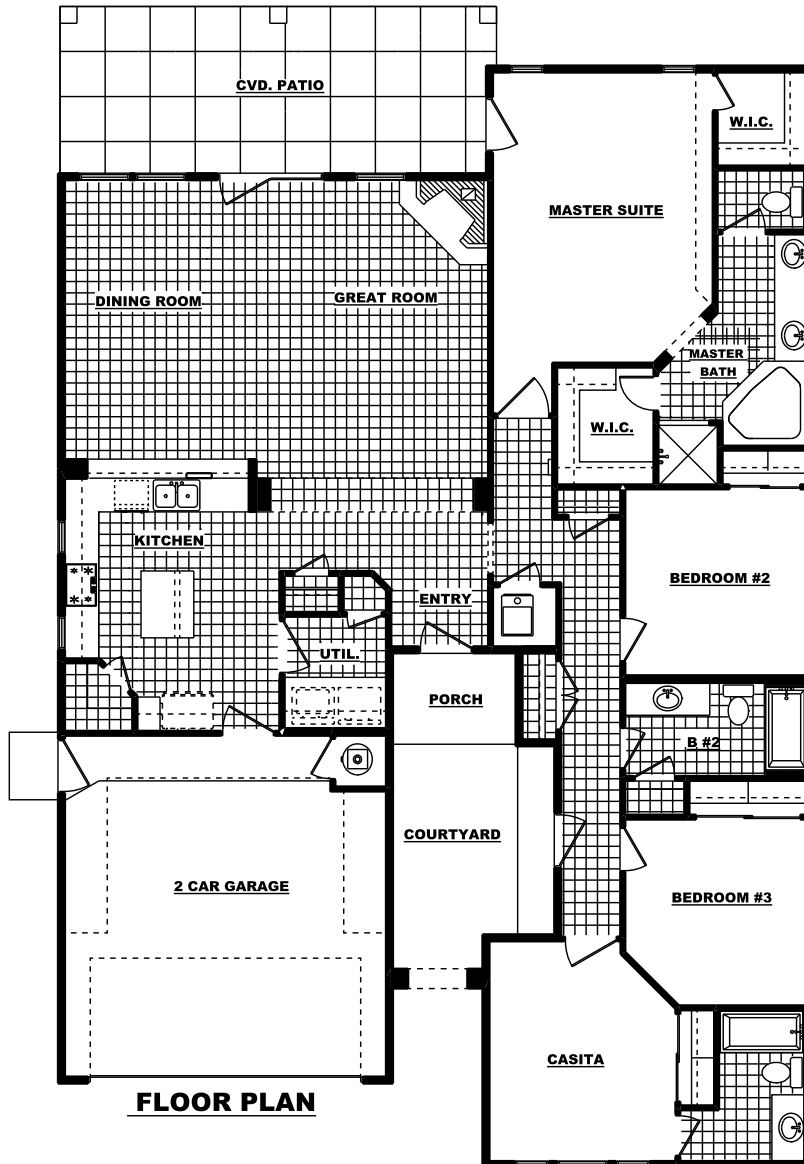 CVD. PATIO
W.I.C.
MASTER SUITE
DINING ROOM
GREAT ROOM
MASTER
BATH
W.I.C.
KITCHEN
BEDROOM #2
ENTRY
UTIL.
PORCH
B #2
COURTYARD
2 CAR GARAGE
BEDROOM #3
CASITA
FLOOR PLAN